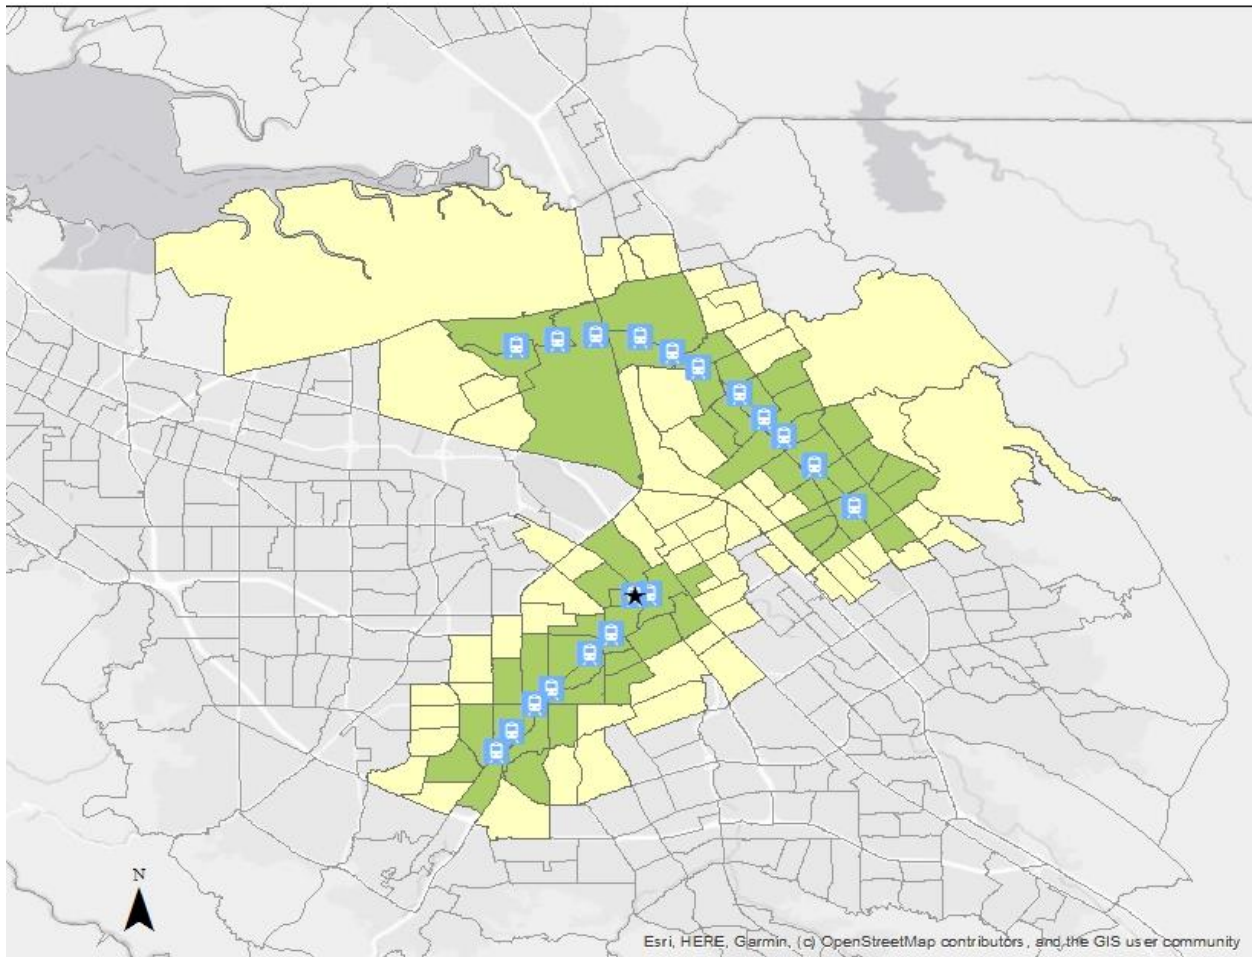 N
Esri, HERE, Garmin, (c) OpenStreetMap contributors, and the GIS user community